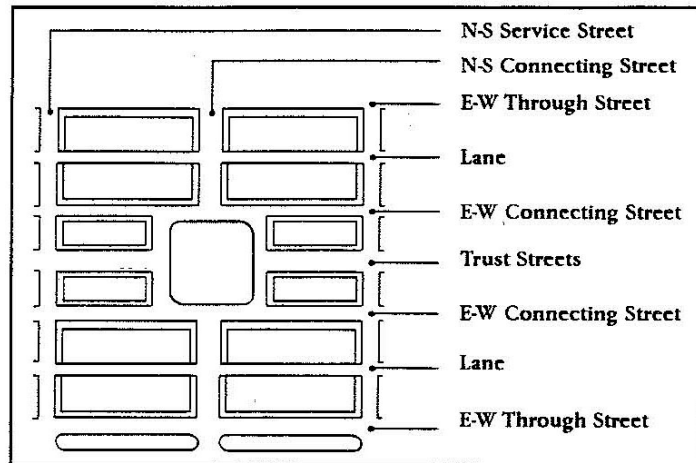 N-S Service Street
N-S Connecting Street
E-W Through Street
Lane
E-W Connecting Street
Trust Streets
E-W Connecting Street
Lane
E-W Through Street